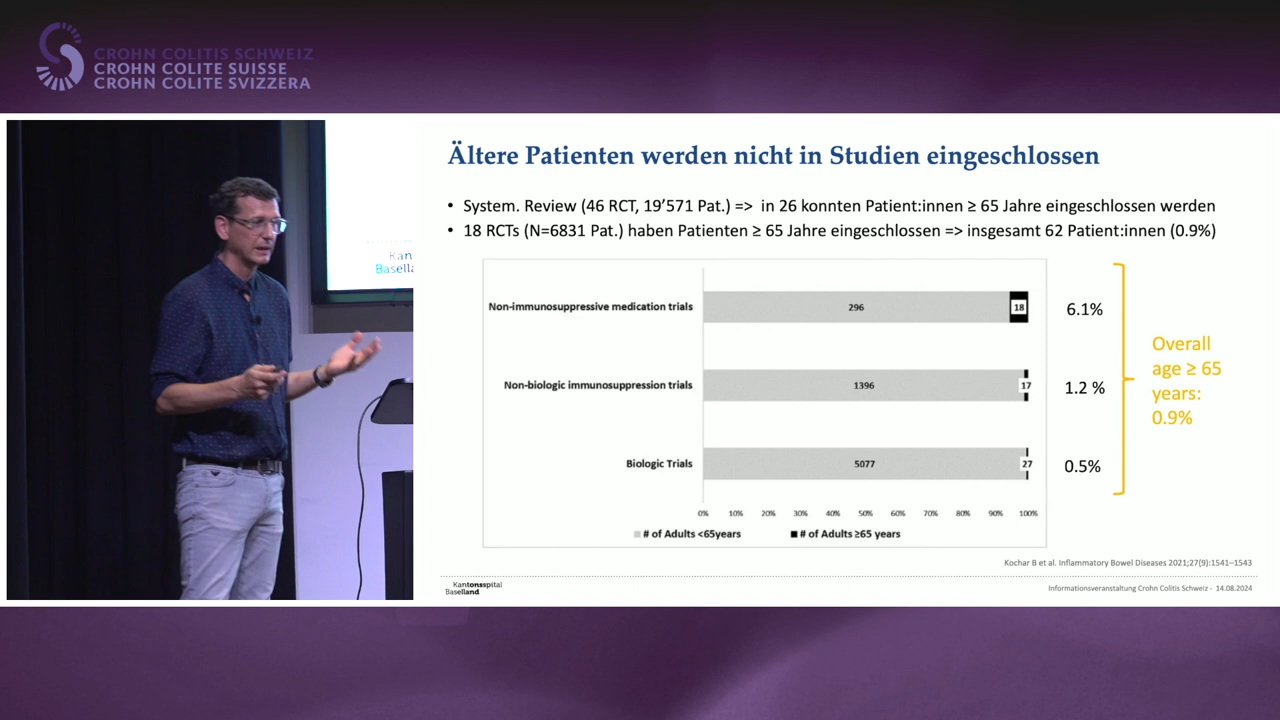 CROHN COLITIS SCHWEIZ
CROHN COLITE SUISSE
CROHN COLITE SVIZZERA
Kan
Basella
Ältere Patienten werden nicht in Studien eingeschlossen
• System. Review (46 RCT, 19’571 Pat.) => in 26 konnten Patient:innen ≥ 65 Jahre eingeschlossen werden
• 18 RCTs (N=6831 Pat.) haben Patienten ≥ 65 Jahre eingeschlossen => insgesamt 62 Patient:innen (0.9%)
Non-immunosuppressive medication trials 296 18 6.1%
Non-biologic immunosuppression trials 1396 17 1.2 %
Biologic Trials 5077 27 0.5%
0% 10% 20% 30% 40% 50% 60% 70% 80% 90% 100%
# of Adults <65years # of Adults ≥65 years
Overall
age ≥ 65
years:
0.9%
Kochar B et al. Inflammatory Bowel Diseases 2021;27(9):1541–1543
Kantonsspital
Baselland
Informationsveranstaltung Crohn Colitis Schweiz - 14.08.2024